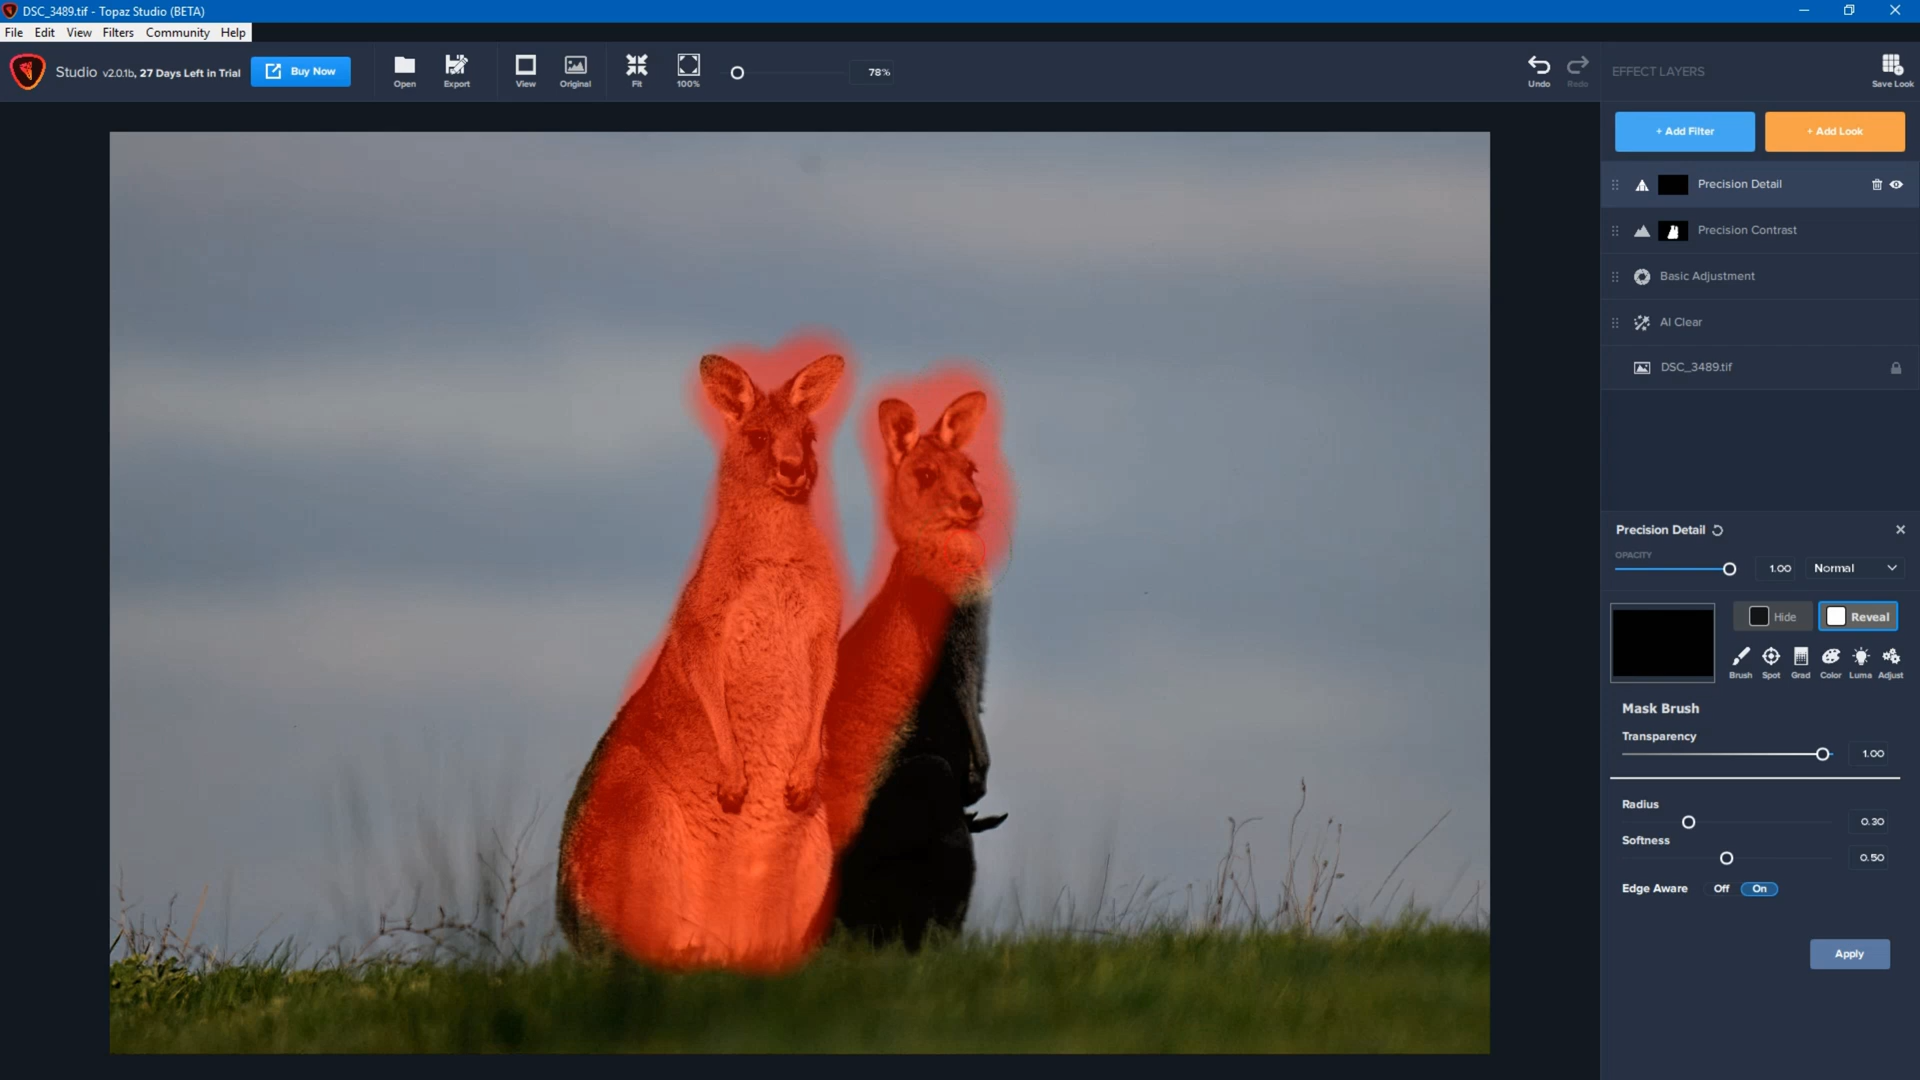 DSC_3489.tif - Topaz Studio (BETA)
File Edit View Filters Community Help
Studio v2.0.1b, 27 Days Left in Trial
Buy Now
Open
Export
View
Original
Fit
100%
78%
Undo
Redo
EFFECT LAYERS
Save Look
+ Add Filter
+ Add Look
Precision Detail
Precision Contrast
Basic Adjustment
AI Clear
DSC_3489.tif
Precision Detail
OPACITY
1.00
Normal
Hide
Reveal
Brush Spot Grad Color Luma Adjust
Mask Brush
Transparency
1.00
Radius
0.30
Softness
0.50
Edge Aware Off On
Apply